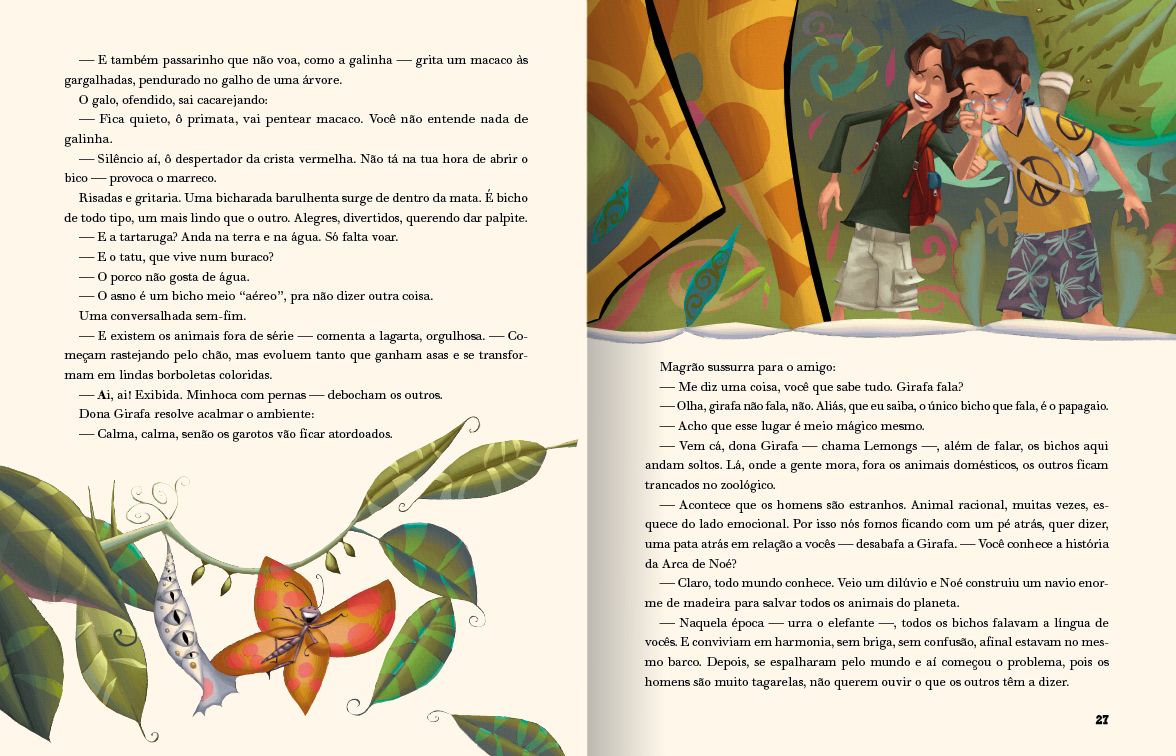 — E também passarinho que não voa, como a galinha — grita um macaco às
gargalhadas, pendurado no galho de uma árvore.
O galo, ofendido, sai cacarejando:
— Fica quieto, ô primata, vai pentear macaco. Você não entende nada de
galinha.
— Silêncio aí, ô despertador da crista vermelha. Não tá na tua hora de abrir o
bico — provoca o marreco.
Risadas e gritaria. Uma bicharada barulhenta surge de dentro da mata. É bicho
de todo tipo, um mais lindo que o outro. Alegres, divertidos, querendo dar palpite.
— E a tartaruga? Anda na terra e na água. Só falta voar.
— E o tatu, que vive num buraco?
— O porco não gosta de água.
— O asno é um bicho meio “aéreo”, pra não dizer outra coisa.
Uma conversalhada sem-fim.
— E existem os animais fora de série — comenta a lagarta, orgulhosa. — Co-
meçam rastejando pelo chão, mas evoluem tanto que ganham asas e se transfor-
mam em lindas borboletas coloridas.
— Ai, ai! Exibida. Minhoca com pernas — debocham os outros.
Dona Girafa resolve acalmar o ambiente:
— Calma, calma, senão os garotos vão ficar atordoados.
Magrão sussurra para o amigo:
— Me diz uma coisa, você que sabe tudo. Girafa fala?
— Olha, girafa não fala, não. Aliás, que eu saiba, o único bicho que fala, é o papagaio.
— Acho que esse lugar é meio mágico mesmo.
— Vem cá, dona Girafa — chama Lemongs —, além de falar, os bichos aqui
andam soltos. Lá, onde a gente mora, fora os animais domésticos, os outros ficam
trancados no zoológico.
— Acontece que os homens são estranhos. Animal racional, muitas vezes, es-
quece do lado emocional. Por isso nós fomos ficando com um pé atrás, quer dizer,
uma pata atrás em relação a vocês — desabafa a Girafa. — Você conhece a história
da Arca de Noé?
— Claro, todo mundo conhece. Veio um dilúvio e Noé construiu um navio enor-
me de madeira para salvar todos os animais do planeta.
— Naquela época — urra o elefante —, todos os bichos falavam a língua de
vocês. E conviviam em harmonia, sem briga, sem confusão, afinal estavam no mes-
mo barco. Depois, se espalharam pelo mundo e aí começou o problema, pois os
homens são muito tagarelas, não querem ouvir o que os outros têm a dizer.
27